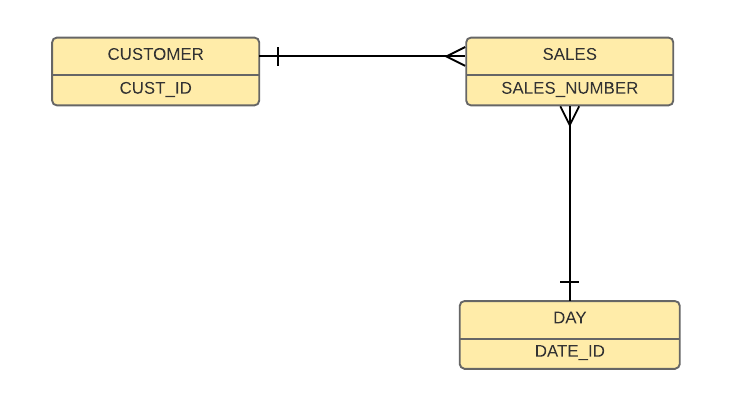 CUSTOMER
CUST_ID
SALES
SALES_NUMBER
DAY
DATE_ID